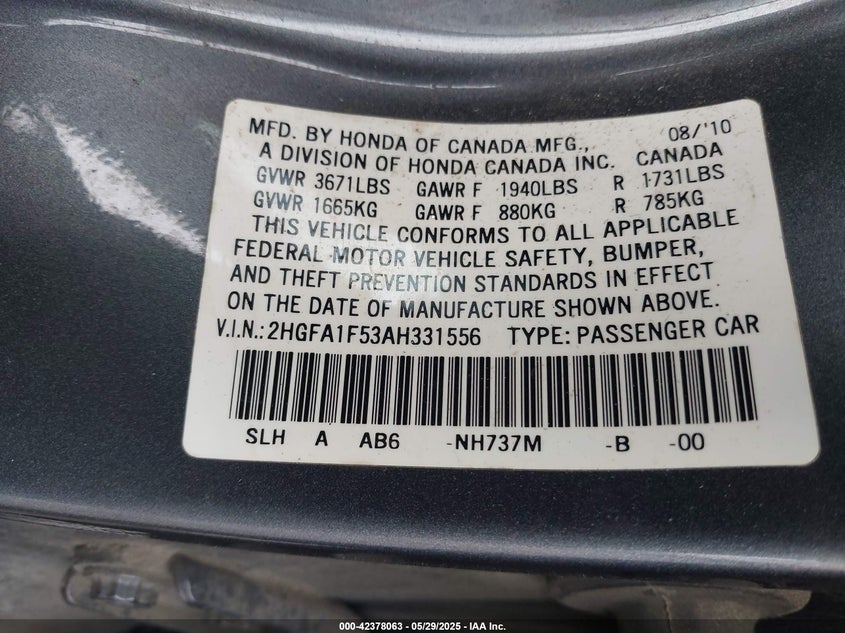 MFD. BY HONDA OF CANADA MFG., 08/'10
A DIVISION OF HONDA CANADA INC. CANADA
GVWR 3671LBS GAWR F 1940LBS R 1731LBS
GVWR 1665KG GAWR F 880KG R 785KG
THIS VEHICLE CONFORMS TO ALL APPLICABLE
FEDERAL MOTOR VEHICLE SAFETY, BUMPER,
AND THEFT PREVENTION STANDARDS IN EFFECT
ON THE DATE OF MANUFACTURE SHOWN ABOVE.
V.I.N.: 2HGFA1F53AH331556 TYPE: PASSENGER CAR
SLH A AB6 -NH737M -B -00
000-42378063 - 05/29/2025 - IAA Inc.